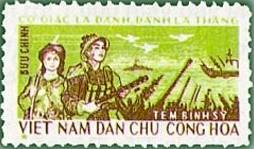 CÓ GIẶC LÀ ĐÁNH, ĐÁNH LÀ THẮNG
BƯU CHÍNH
TEM BINH SỸ
VIỆT NAM DÂN CHỦ CỘNG HÒA